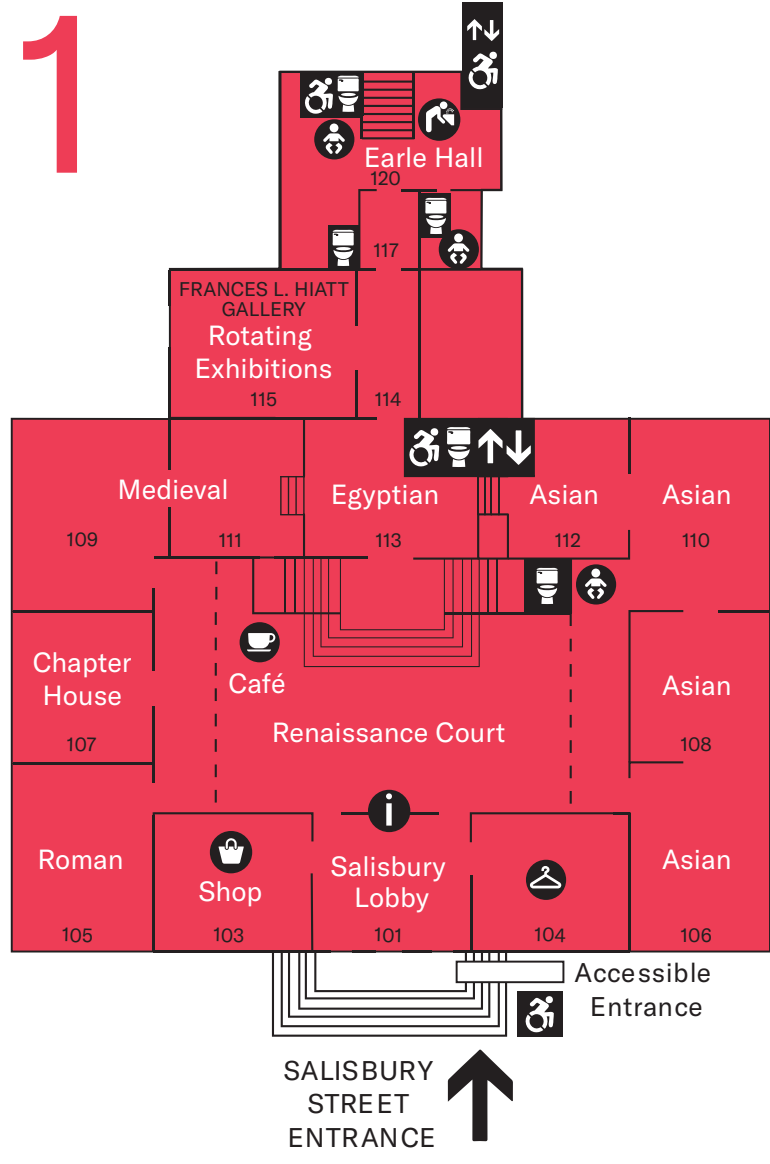 1
Earle Hall
120
117
FRANCES L. HIATT
GALLERY
Rotating
Exhibitions
115
114
Medieval
Egyptian
Asian
Asian
109
111
113
112
110
Chapter
House
107
Café
Renaissance Court
Asian
108
i
Roman
105
Shop
103
Salisbury
Lobby
101
104
Asian
106
Accessible
Entrance
SALISBURY
STREET
ENTRANCE